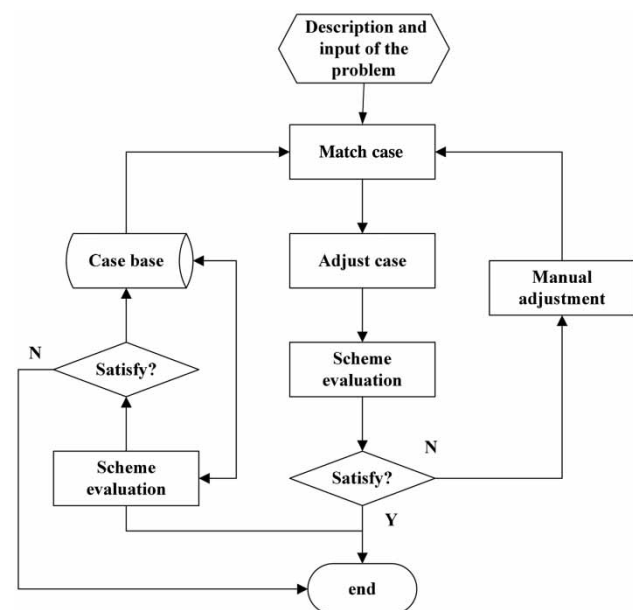 Description and
input of the
problem
Match case
Case base
Adjust case
Manual
adjustment
N
Satisfy?
Scheme
evaluation
N
Scheme
evaluation
Satisfy?
Y
end